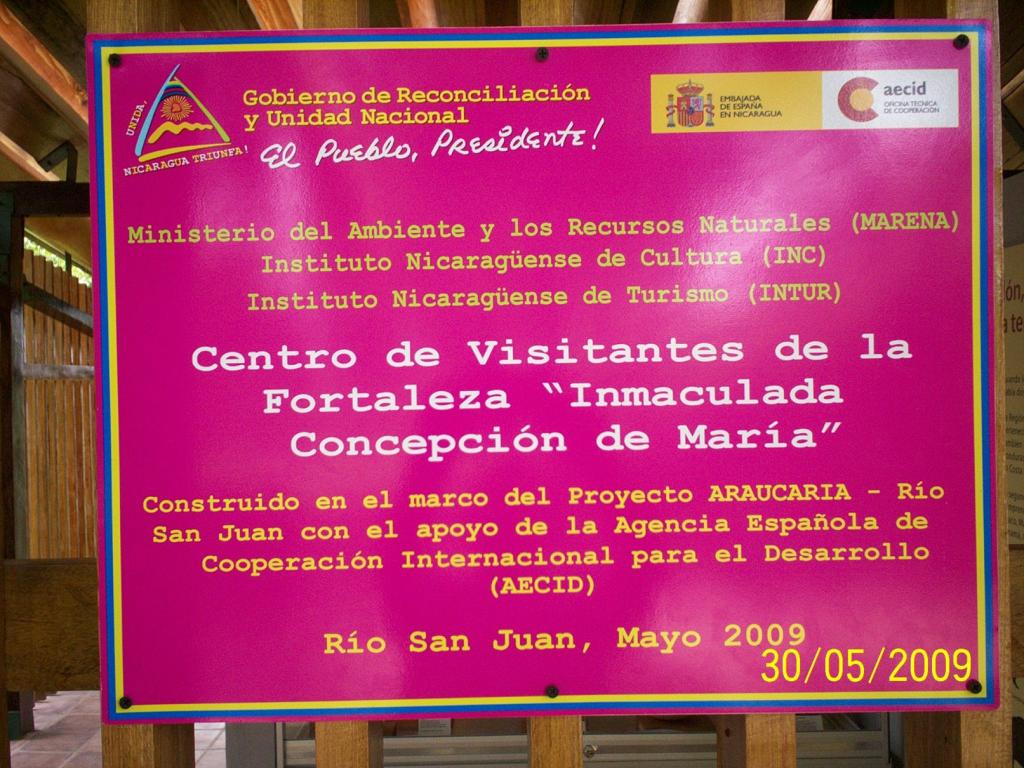 UNIDA,
NICARAGUA TRIUNFA!
Gobierno de Reconciliación
y Unidad Nacional
El Pueblo, Presidente!
EMBAJADA
DE ESPAÑA
EN NICARAGUA
aecid
OFICINA TÉCNICA
DE COOPERACIÓN
Ministerio del Ambiente y los Recursos Naturales (MARENA)
Instituto Nicaragüense de Cultura (INC)
Instituto Nicaragüense de Turismo (INTUR)
Centro de Visitantes de la
Fortaleza “Inmaculada
Concepción de María”
Construido en el marco del Proyecto ARAUCARIA - Río
San Juan con el apoyo de la Agencia Española de
Cooperación Internacional para el Desarrollo
(AECID)
Río San Juan, Mayo 2009
30/05/2009